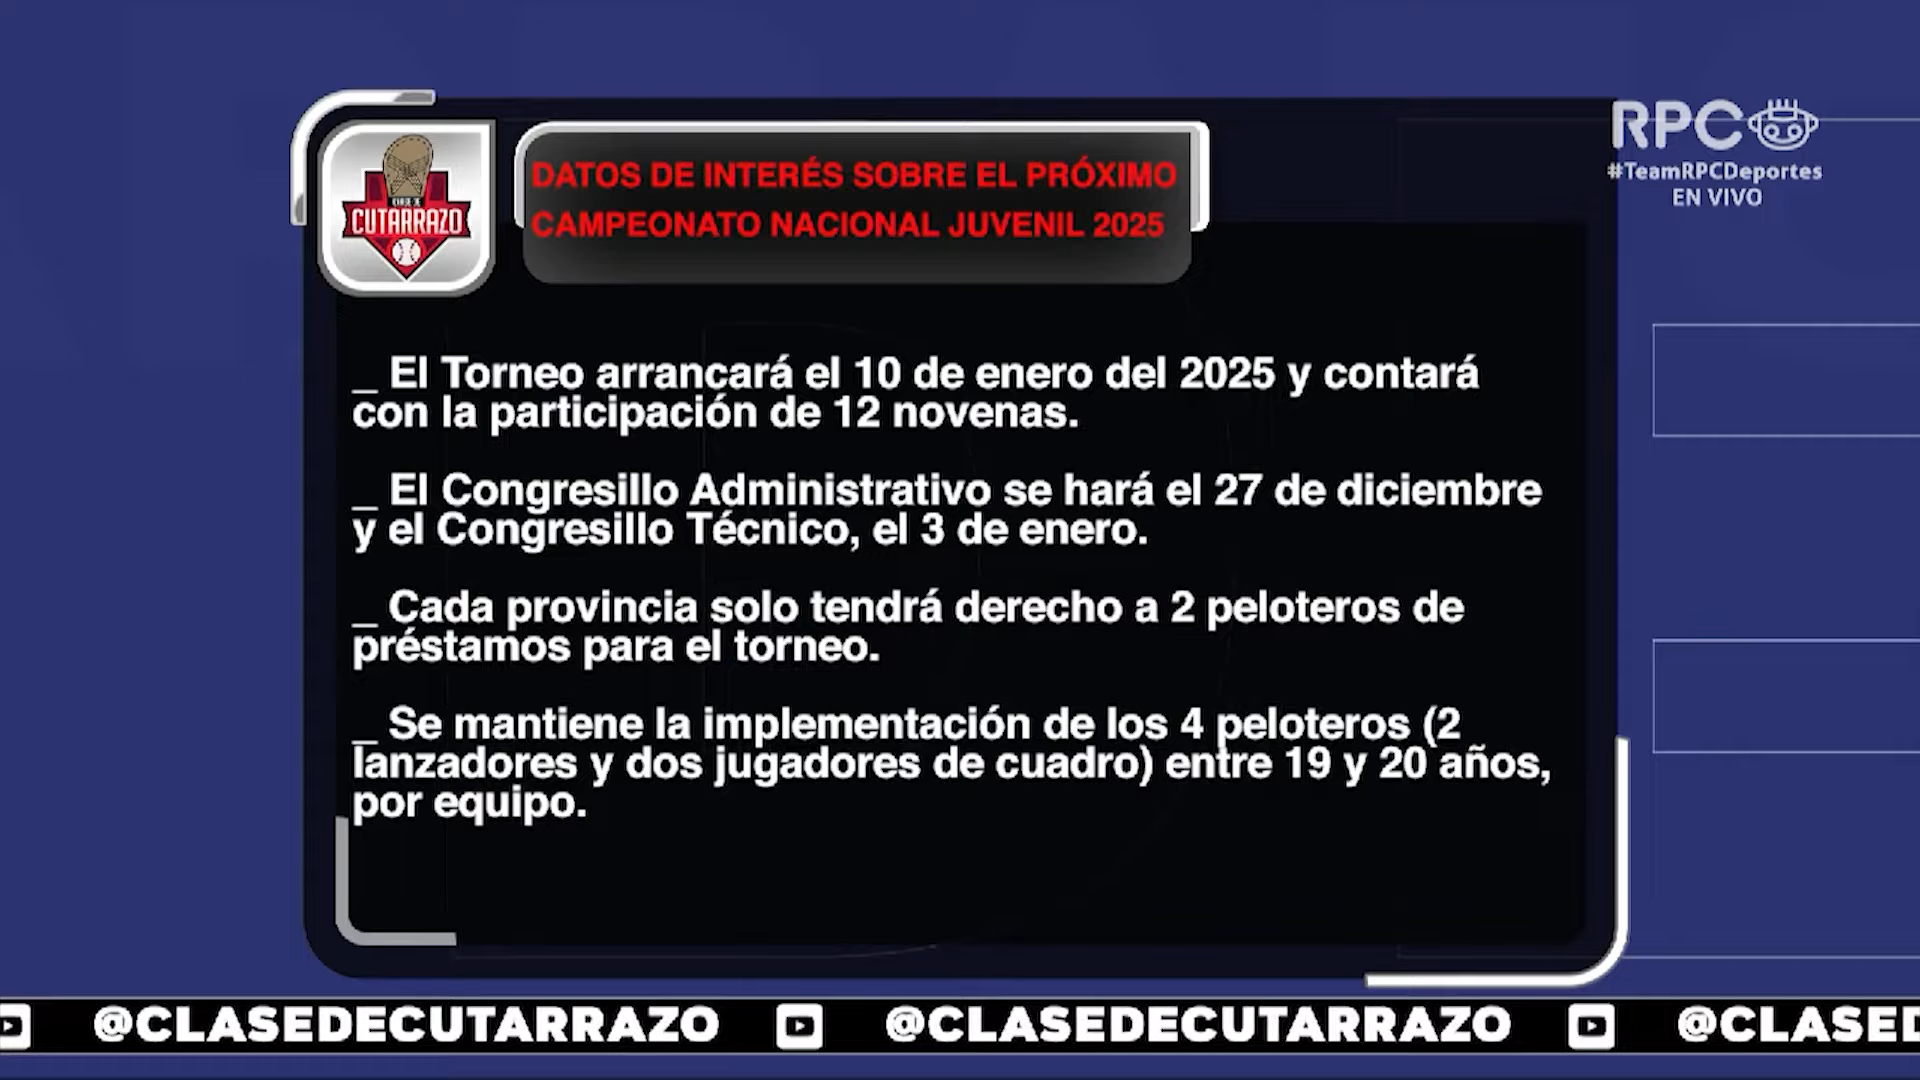 RPC
#TeamRPCDeportes
EN VIVO
CLASE DE
CUTARRAZO
DATOS DE INTERÉS SOBRE EL PRÓXIMO
CAMPEONATO NACIONAL JUVENIL 2025
_ El Torneo arrancará el 10 de enero del 2025 y contará
con la participación de 12 novenas.
_ El Congresillo Administrativo se hará el 27 de diciembre
y el Congresillo Técnico, el 3 de enero.
_ Cada provincia solo tendrá derecho a 2 peloteros de
préstamos para el torneo.
_ Se mantiene la implementación de los 4 peloteros (2
lanzadores y dos jugadores de cuadro) entre 19 y 20 años,
por equipo.
@CLASEDECUTARRAZO @CLASEDECUTARRAZO @CLASED